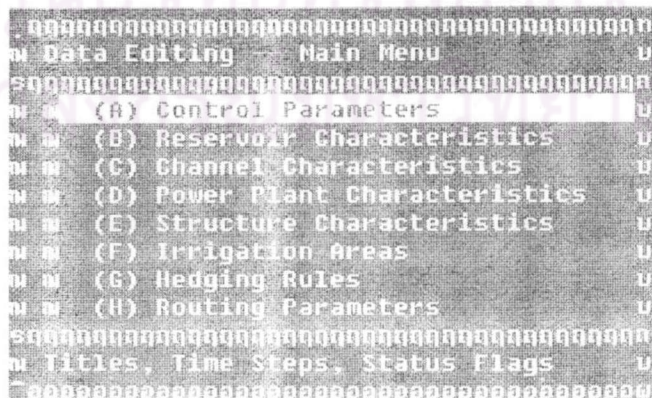 Data Editing - Main Menu
(A) Control Parameters
(B) Reservoir Characteristics
(C) Channel Characteristics
(D) Power Plant Characteristics
(E) Structure Characteristics
(F) Irrigation Areas
(G) Hedging Rules
(H) Routing Parameters
Titles, Time Steps, Status Flags